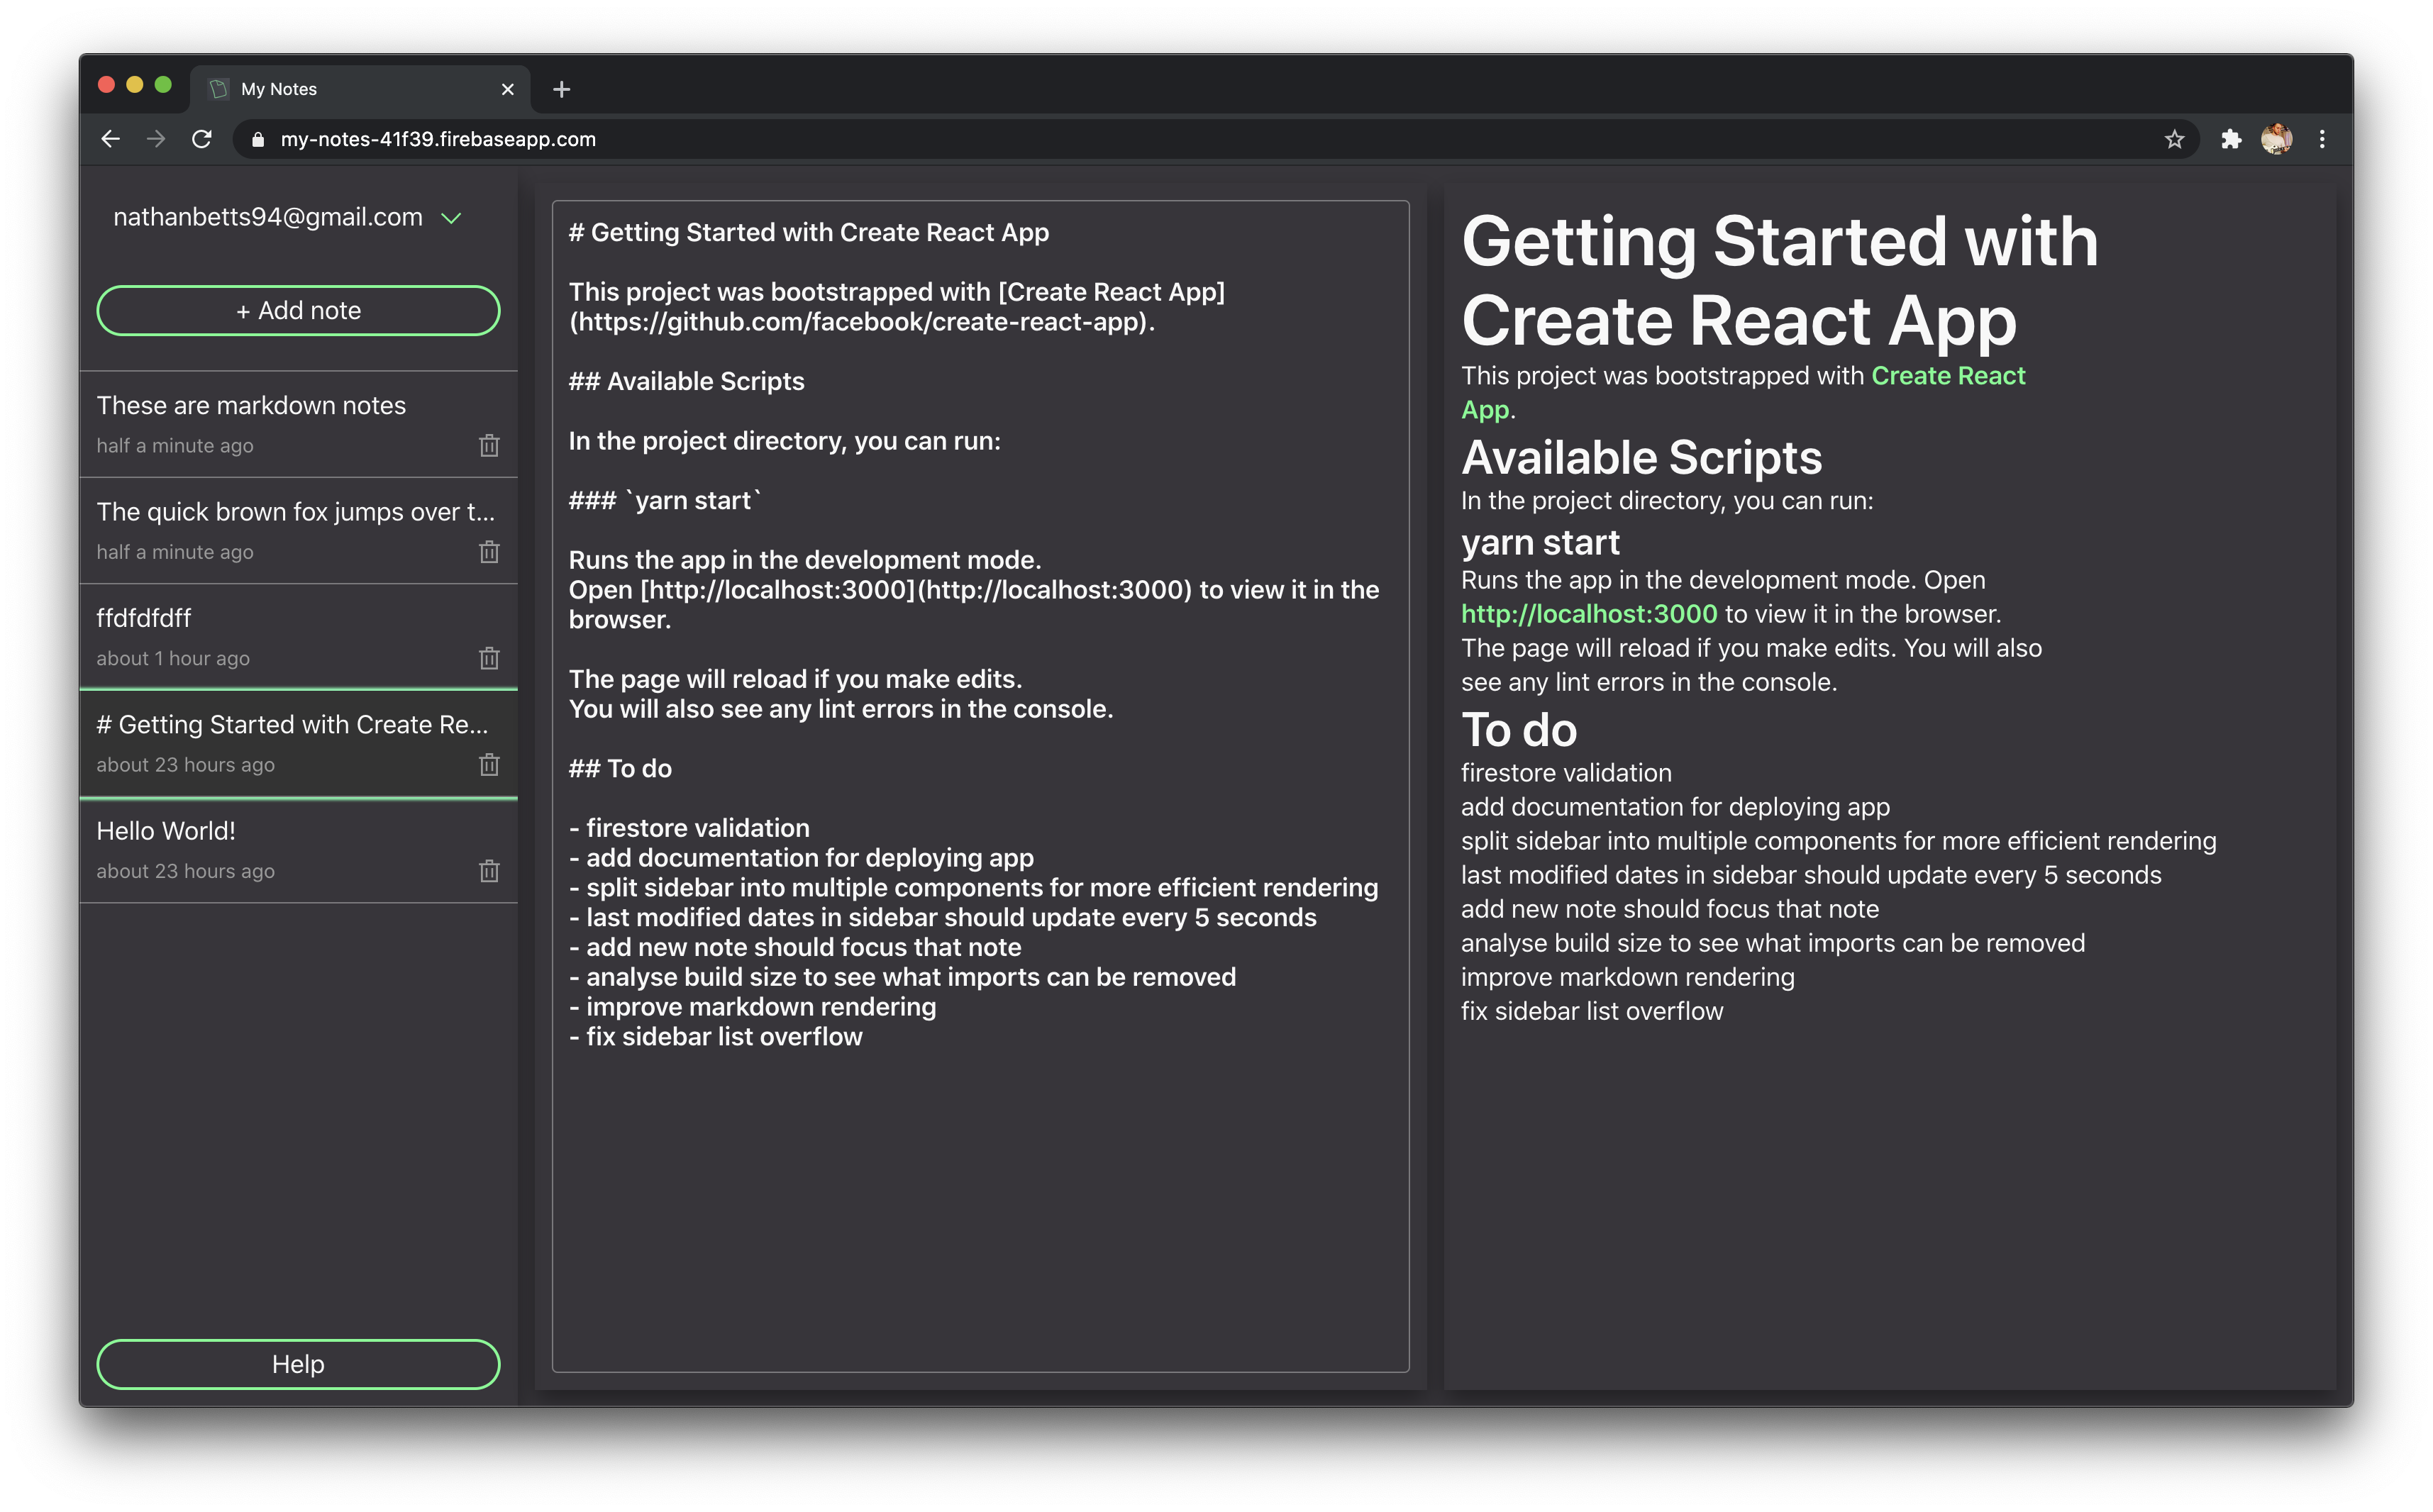 My Notes
my-notes-41f39.firebaseapp.com
nathanbetts94@gmail.com
+ Add note
These are markdown notes
half a minute ago
The quick brown fox jumps over t...
half a minute ago
ffdfdfdff
about 1 hour ago
# Getting Started with Create Re...
about 23 hours ago
Hello World!
about 23 hours ago
Help
# Getting Started with Create React App
This project was bootstrapped with [Create React App]
(https://github.com/facebook/create-react-app).
## Available Scripts
In the project directory, you can run:
### `yarn start`
Runs the app in the development mode.
Open [http://localhost:3000](http://localhost:3000) to view it in the
browser.
The page will reload if you make edits.
You will also see any lint errors in the console.
## To do
- firestore validation
- add documentation for deploying app
- split sidebar into multiple components for more efficient rendering
- last modified dates in sidebar should update every 5 seconds
- add new note should focus that note
- analyse build size to see what imports can be removed
- improve markdown rendering
- fix sidebar list overflow
Getting Started with
Create React App
This project was bootstrapped with Create React
App.
Available Scripts
In the project directory, you can run:
yarn start
Runs the app in the development mode. Open
http://localhost:3000 to view it in the browser.
The page will reload if you make edits. You will also
see any lint errors in the console.
To do
firestore validation
add documentation for deploying app
split sidebar into multiple components for more efficient rendering
last modified dates in sidebar should update every 5 seconds
add new note should focus that note
analyse build size to see what imports can be removed
improve markdown rendering
fix sidebar list overflow